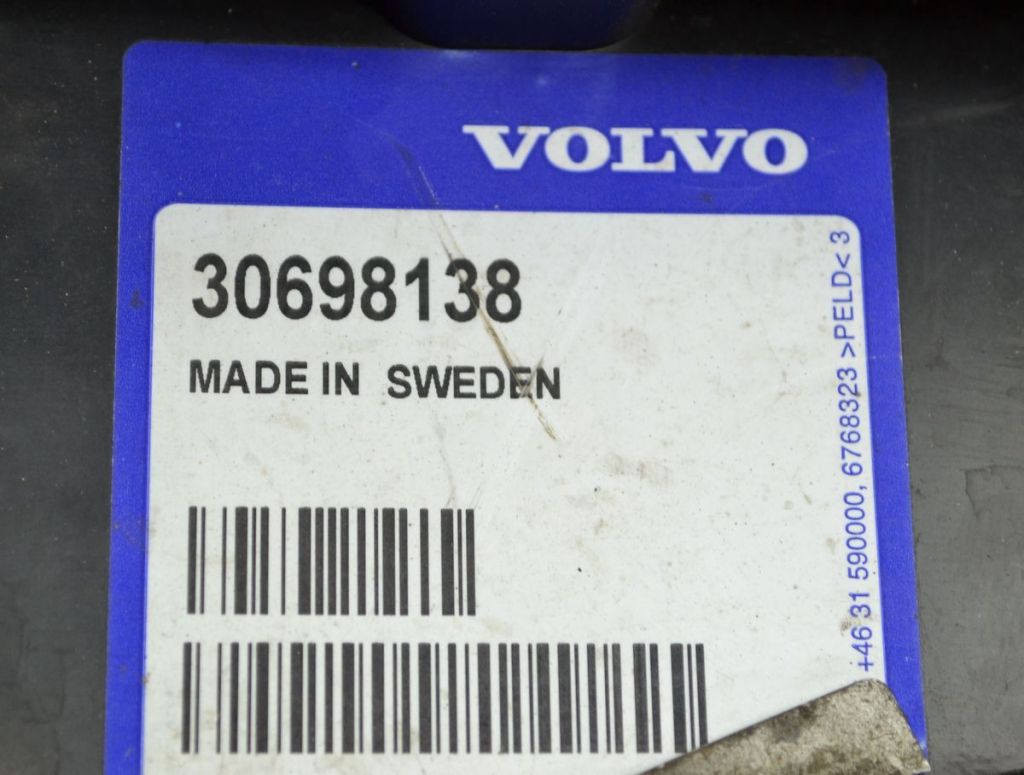 VOLVO
30698138
MADE IN SWEDEN
+46 31 590000, 6768323 >PELD< 3